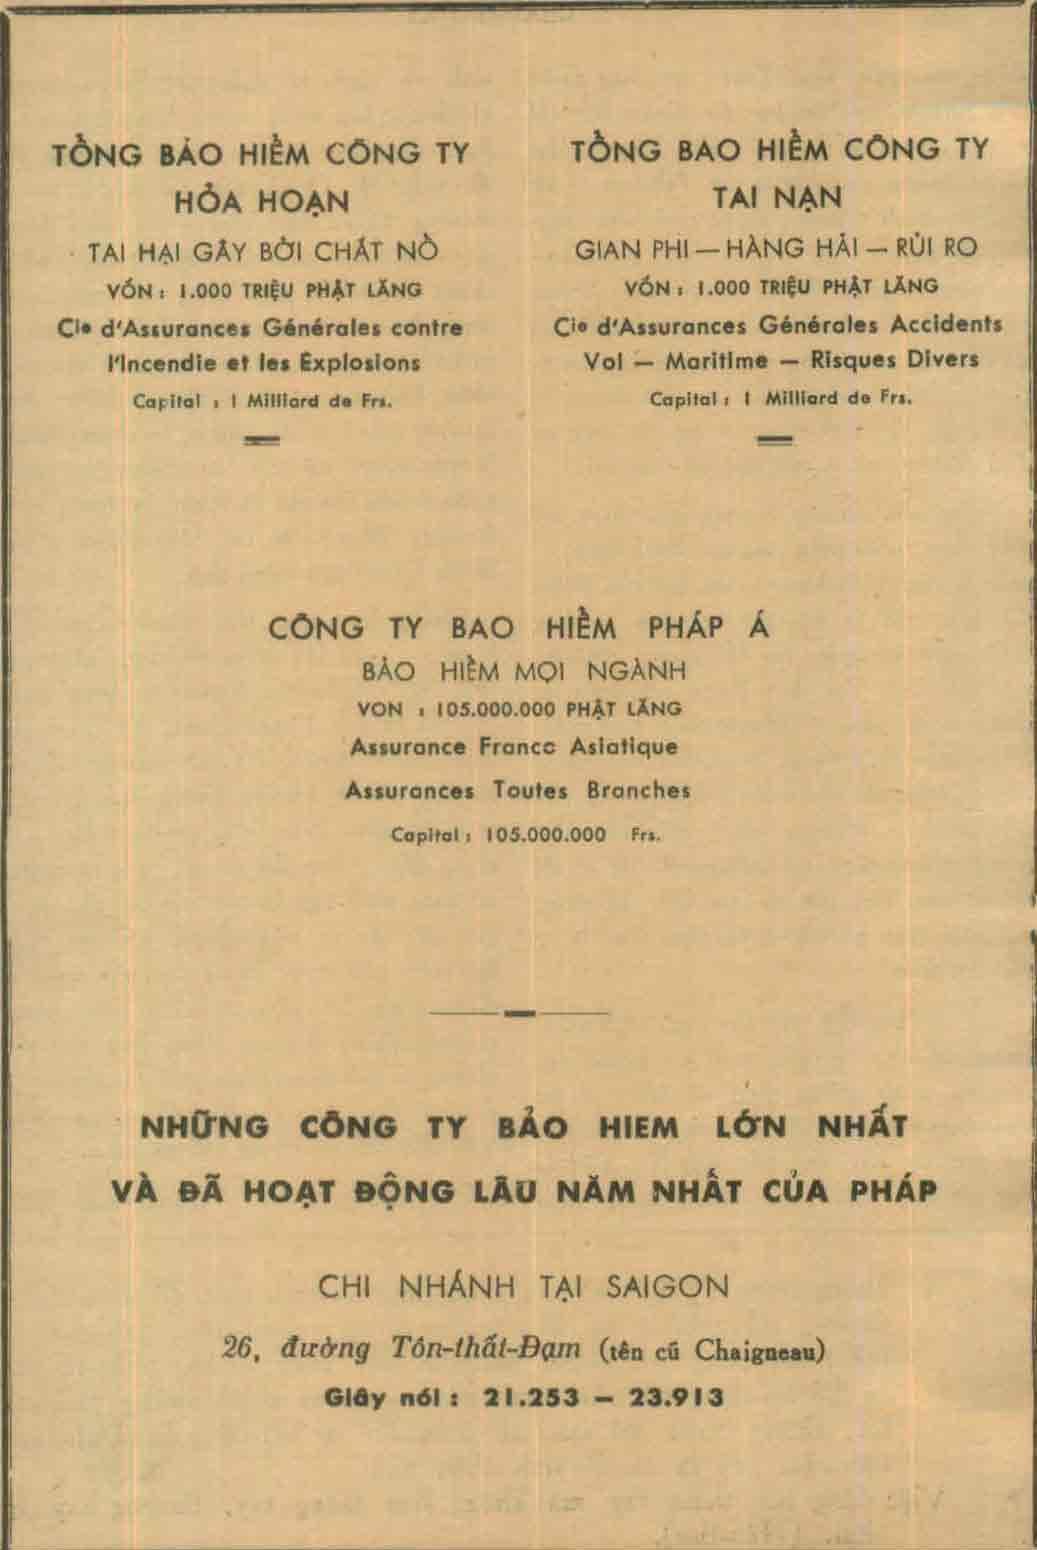 TỔNG BẢO HIỂM CÔNG TY
HỎA HOẠN
TAI HẠI GÂY BỞI CHẤT NỔ
VỐN : 1.000 TRIỆU PHẬT LĂNG
Cie d'Assurances Générales contre
l'Incendie et les Explosions
Capital : 1 Milliard de Frs.
TỔNG BAO HIỂM CÔNG TY
TAI NẠN
GIAN PHI — HÀNG HẢI — RỦI RO
VỐN : 1.000 TRIỆU PHẬT LĂNG
Cie d'Assurances Générales Accidents
Vol — Maritime — Risques Divers
Capital : 1 Milliard de Frs.
CÔNG TY BAO HIỂM PHÁP Á
BẢO HIỂM MỌI NGÀNH
VON : 105.000.000 PHẬT LĂNG
Assurance France Asiatique
Assurances Toutes Branches
Capital : 105.000.000 Frs.
NHỮNG CÔNG TY BẢO HIEM LỚN NHẤT
VÀ ĐÃ HOẠT ĐỘNG LÂU NĂM NHẤT CỦA PHÁP
CHI NHÁNH TẠI SAIGON
26, đường Tôn-thất-Đạm (tên cũ Chaigneau)
Giây nói : 21.253 – 23.913